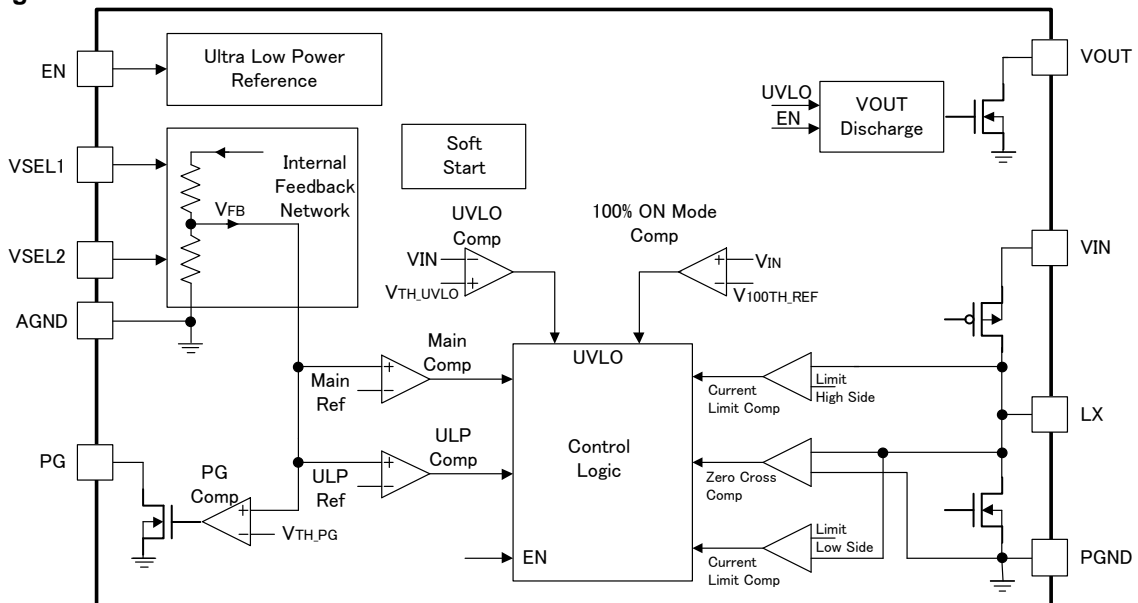 EN
Ultra Low Power
Reference
VOUT
UVLO
EN
VOUT
Discharge
VSEL1
Internal
Feedback
Network
VFB
Soft
Start
VSEL2
UVLO
Comp
VIN
VTH_UVLO
100% ON Mode
Comp
VIN
V100TH_REF
VIN
AGND
Main
Comp
Main
Ref
UVLO
Current
Limit Comp
Limit
High Side
LX
PG
PG
Comp
VTH_PG
ULP
Comp
ULP
Ref
Control
Logic
Zero Cross
Comp
EN
Current
Limit Comp
Limit
Low Side
PGND